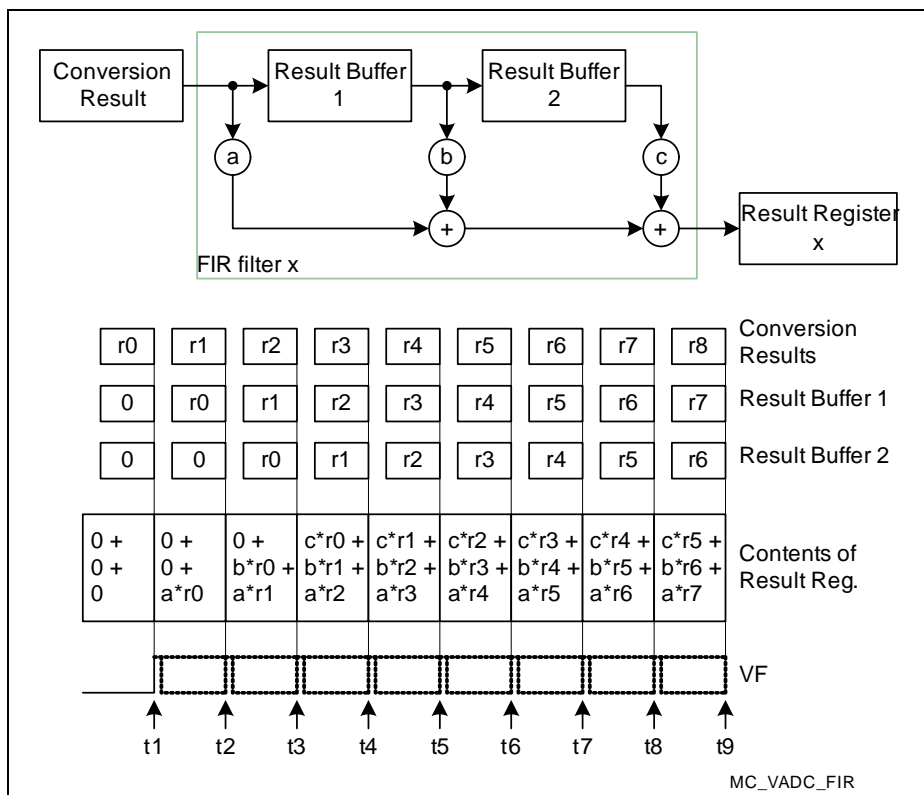 Conversion
Result
Result Buffer
1
Result Buffer
2
a
b
c
+
+
Result Register
x
FIR filter x
r0 r1 r2 r3 r4 r5 r6 r7 r8
Conversion
Results
0 r0 r1 r2 r3 r4 r5 r6 r7
Result Buffer 1
0 0 r0 r1 r2 r3 r4 r5 r6
Result Buffer 2
0 + 0 + 0 + c*r0 + c*r1 + c*r2 + c*r3 + c*r4 + c*r5 +
0 + 0 + b*r0 + b*r1 + b*r2 + b*r3 + b*r4 + b*r5 + b*r6 +
0 a*r0 a*r1 a*r2 a*r3 a*r4 a*r5 a*r6 a*r7
Contents of
Result Reg.
VF
t1 t2 t3 t4 t5 t6 t7 t8 t9
MC_VADC_FIR